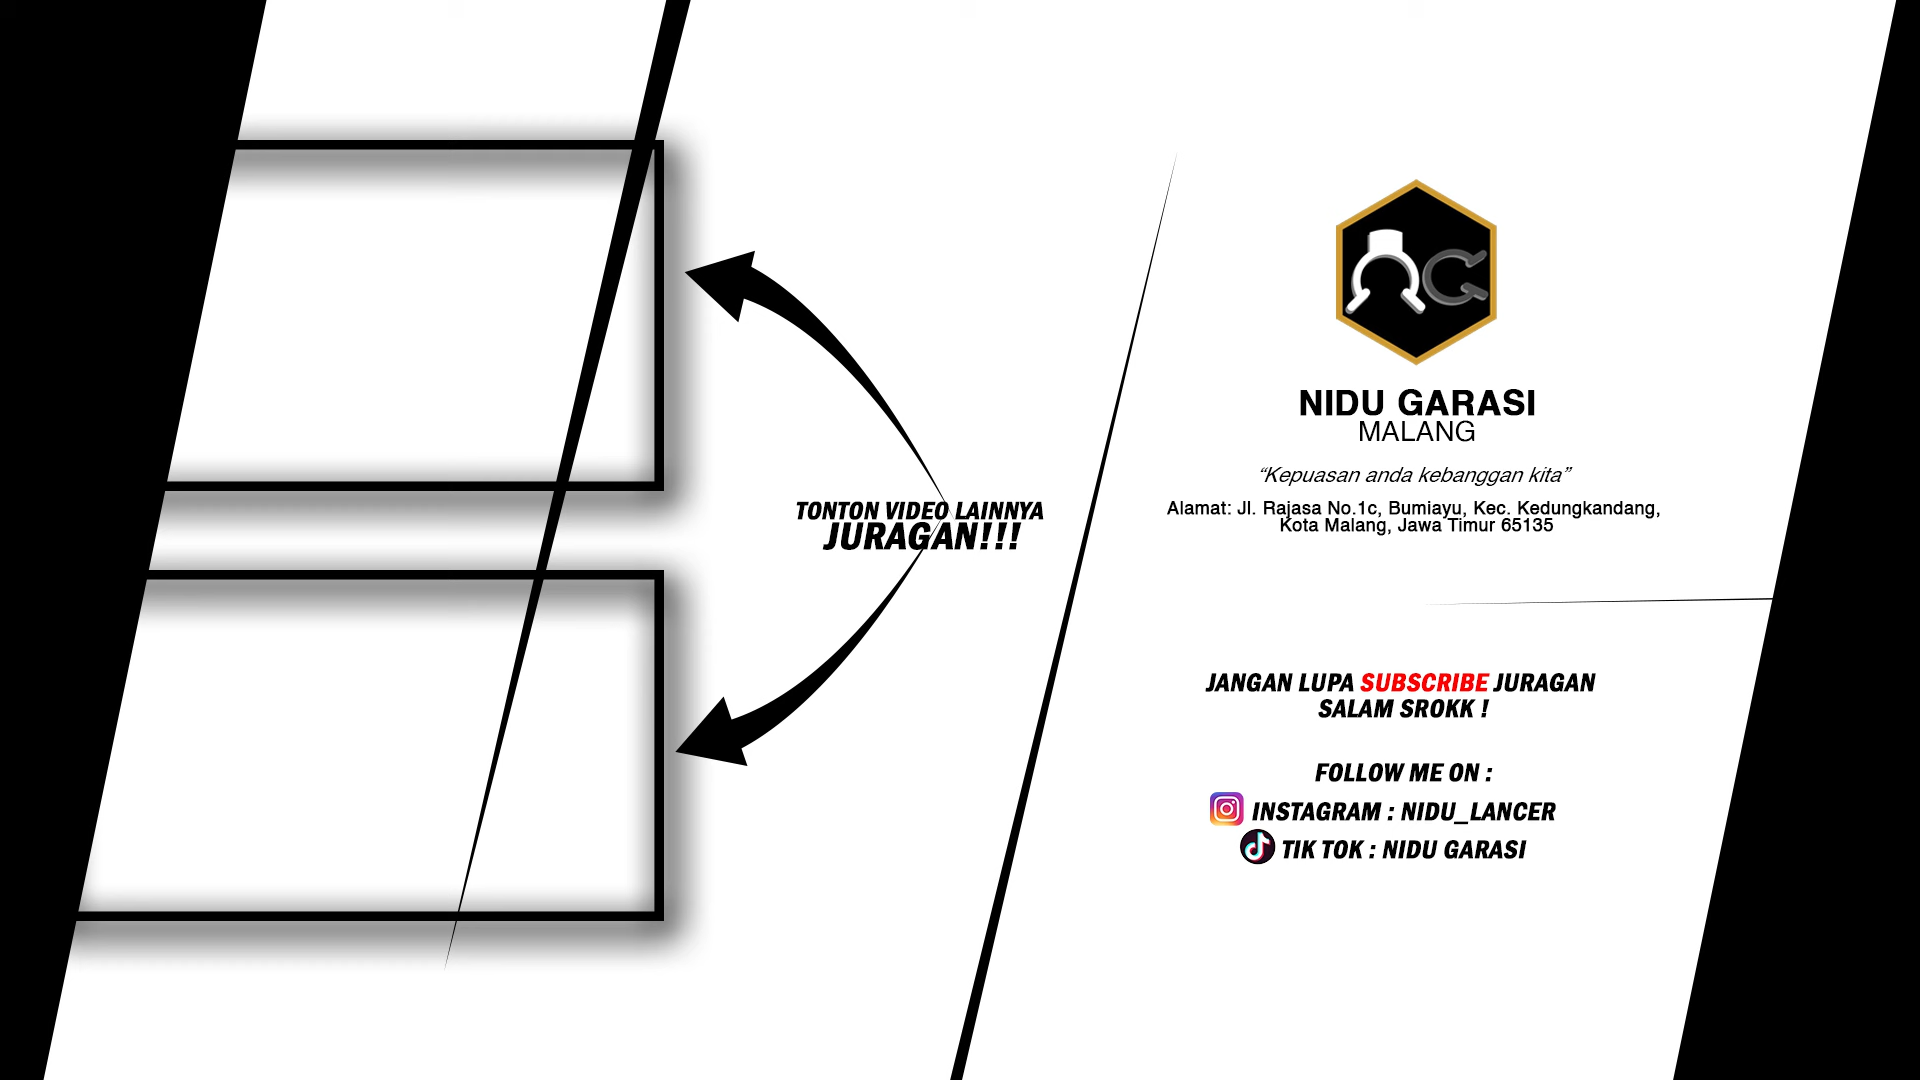 TONTON VIDEO LAINNYA
JURAGAN!!!
NIDU GARASI
MALANG
“Kepuasan anda kebanggan kita”
Alamat: Jl. Rajasa No.1c, Bumiayu, Kec. Kedungkandang,
Kota Malang, Jawa Timur 65135
JANGAN LUPA SUBSCRIBE JURAGAN
SALAM SROKK !
FOLLOW ME ON :
INSTAGRAM : NIDU_LANCER
TIK TOK : NIDU GARASI